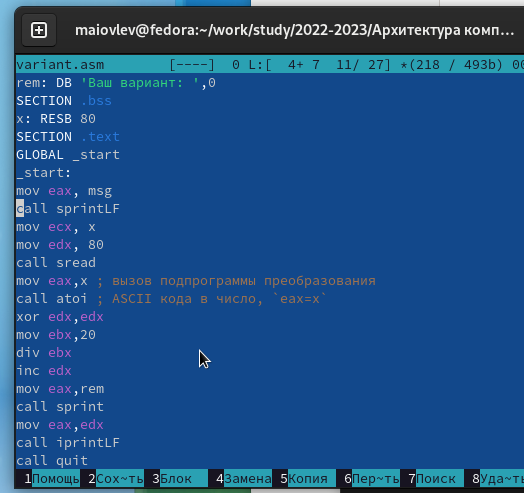 maiovlev@fedora:~/work/study/2022-2023/Архитектура комп...
variant.asm [----] 0 L:[ 4+ 7 11/ 27] *(218 / 493b) 00
rem: DB 'Ваш вариант: ',0
SECTION .bss
x: RESB 80
SECTION .text
GLOBAL _start
_start:
mov eax, msg
call sprintLF
mov ecx, x
mov edx, 80
call sread
mov eax,x ; вызов подпрограммы преобразования
call atoi ; ASCII кода в число, `eax=x`
xor edx,edx
mov ebx,20
div ebx
inc edx
mov eax,rem
call sprint
mov eax,edx
call iprintLF
call quit
1Помощь 2Сох~ть 3Блок 4Замена 5Копия 6Пер~ть 7Поиск 8Уда~ть